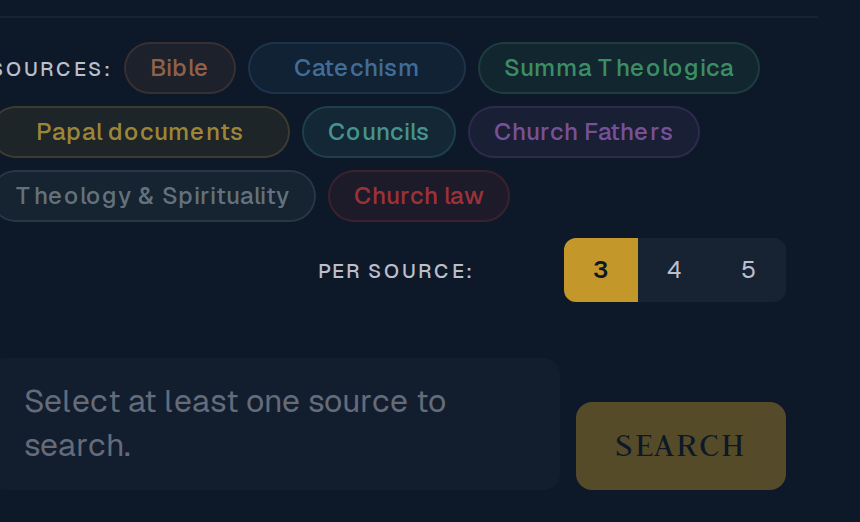 SOURCES: Bible Catechism Summa Theologica
Papal documents Councils Church Fathers
Theology & Spirituality Church law
PER SOURCE: 3 4 5
Select at least one source to
search.
SEARCH